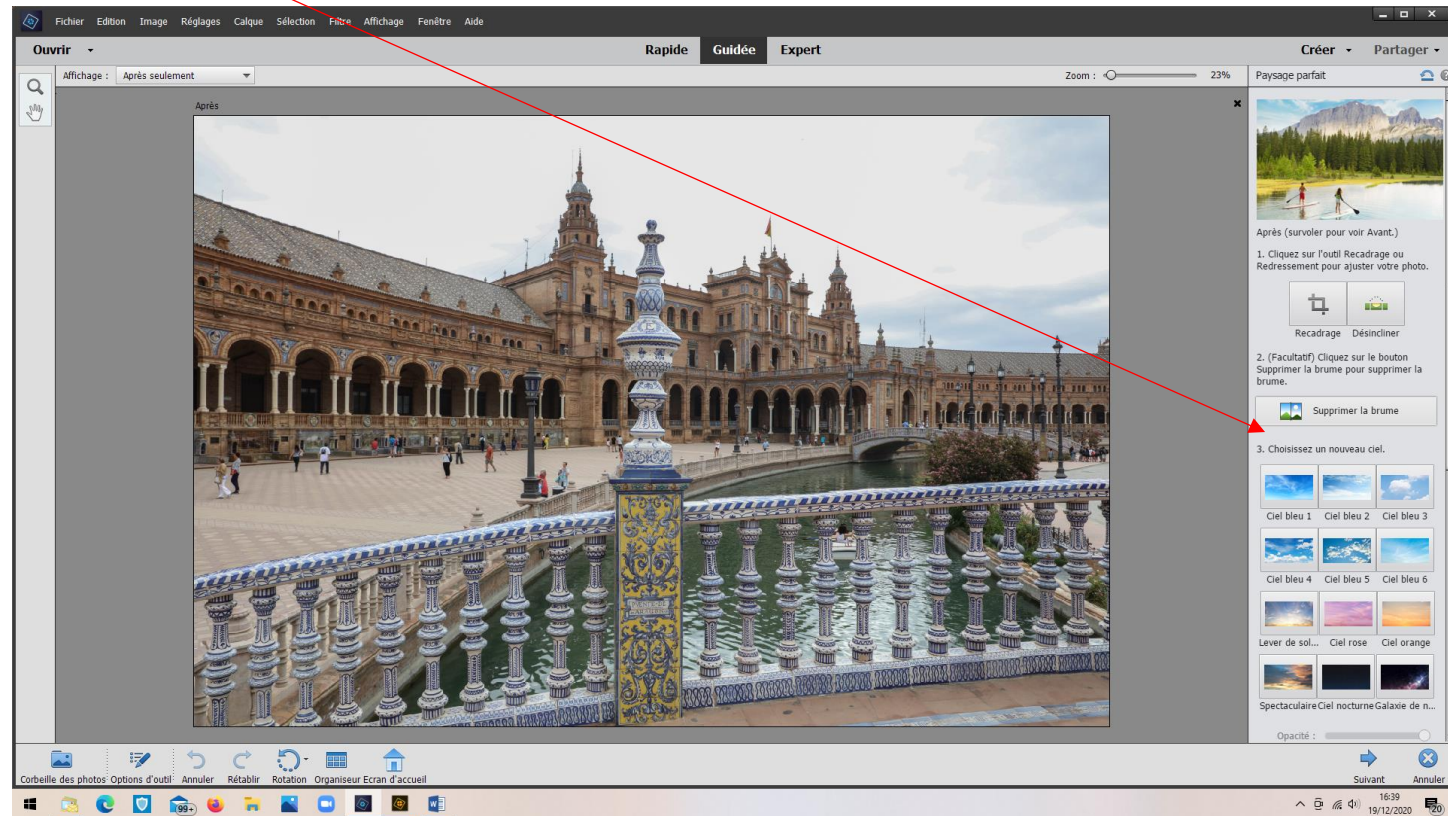 Fichier Edition Image Réglages Calque Sélection Filtre Affichage Fenêtre Aide
Ouvrir Rapide Guidée Expert Créer Partager
Affichage : Après seulement Zoom : 23% Paysage parfait
Après
Après (survoler pour voir Avant.)
1. Cliquez sur l'outil Recadrage ou
Redressement pour ajuster votre photo.
Recadrage Désincliner
2. (Facultatif) Cliquez sur le bouton
Supprimer la brume pour supprimer la
brume.
Supprimer la brume
3. Choisissez un nouveau ciel.
Ciel bleu 1 Ciel bleu 2 Ciel bleu 3
Ciel bleu 4 Ciel bleu 5 Ciel bleu 6
Lever de sol... Ciel rose Ciel orange
Spectaculaire Ciel nocturne Galaxie de n...
Opacité :
Corbeille des photos Options d'outil Annuler Rétablir Rotation Organiseur Ecran d'accueil Suivant Annuler
99+
16:39
19/12/2020
20